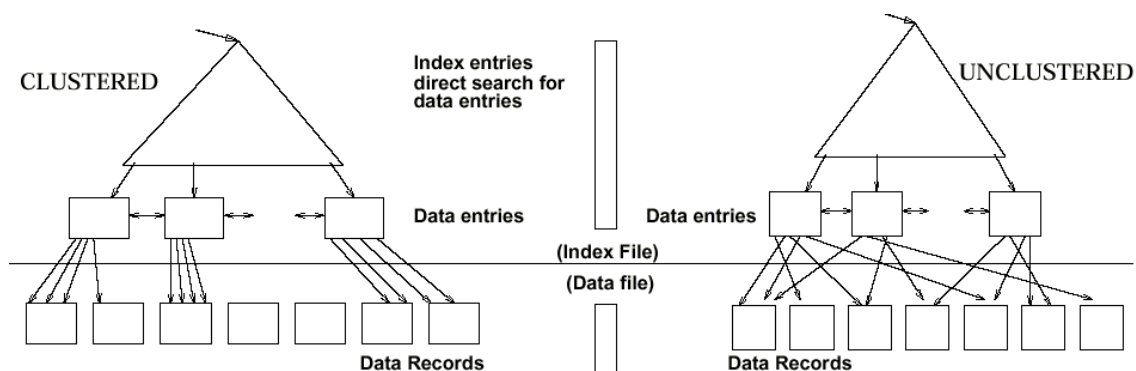 CLUSTERED
Index entries
direct search for
data entries
UNCLUSTERED
Data entries
Data entries
(Index File)
(Data file)
Data Records
Data Records